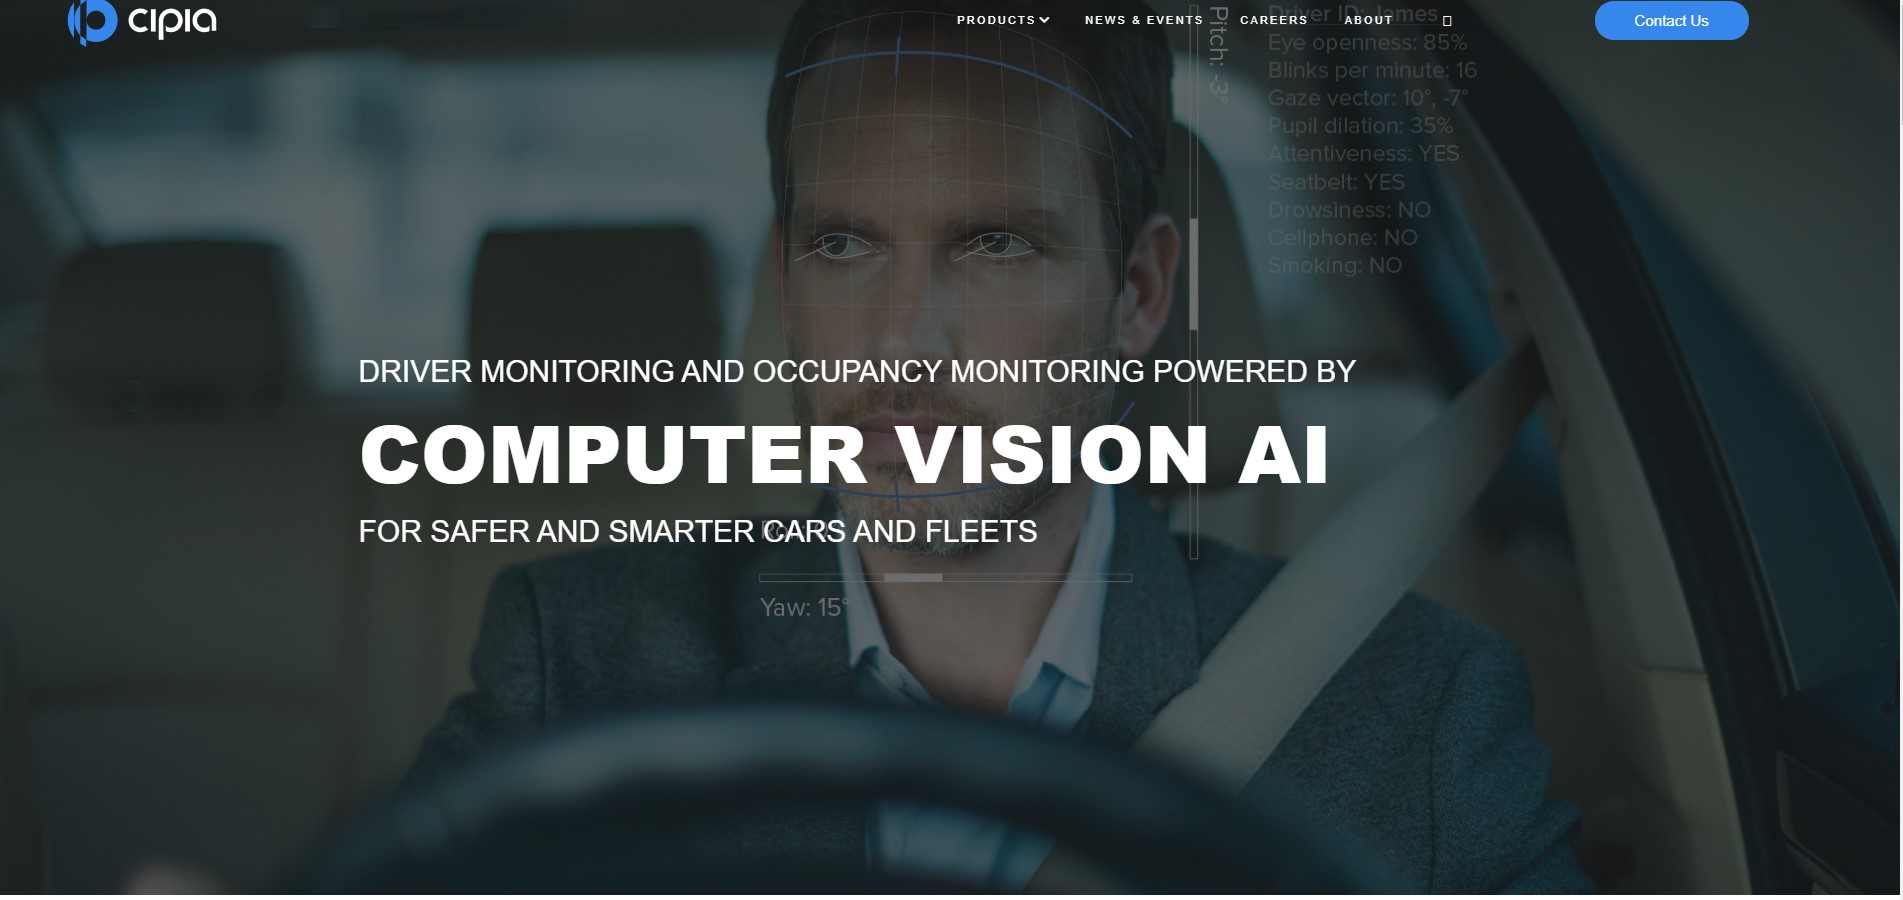 cipia
PRODUCTS
NEWS & EVENTS
CAREERS
ABOUT
Contact Us
Pitch: -3°
Driver ID: James
Eye openness: 85%
Blinks per minute: 16
Gaze vector: 10°, -7°
Pupil dilation: 35%
Attentiveness: YES
Seatbelt: YES
Drowsiness: NO
Cellphone: NO
Smoking: NO
DRIVER MONITORING AND OCCUPANCY MONITORING POWERED BY
COMPUTER VISION AI
FOR SAFER AND SMARTER CARS AND FLEETS
Yaw: 15°